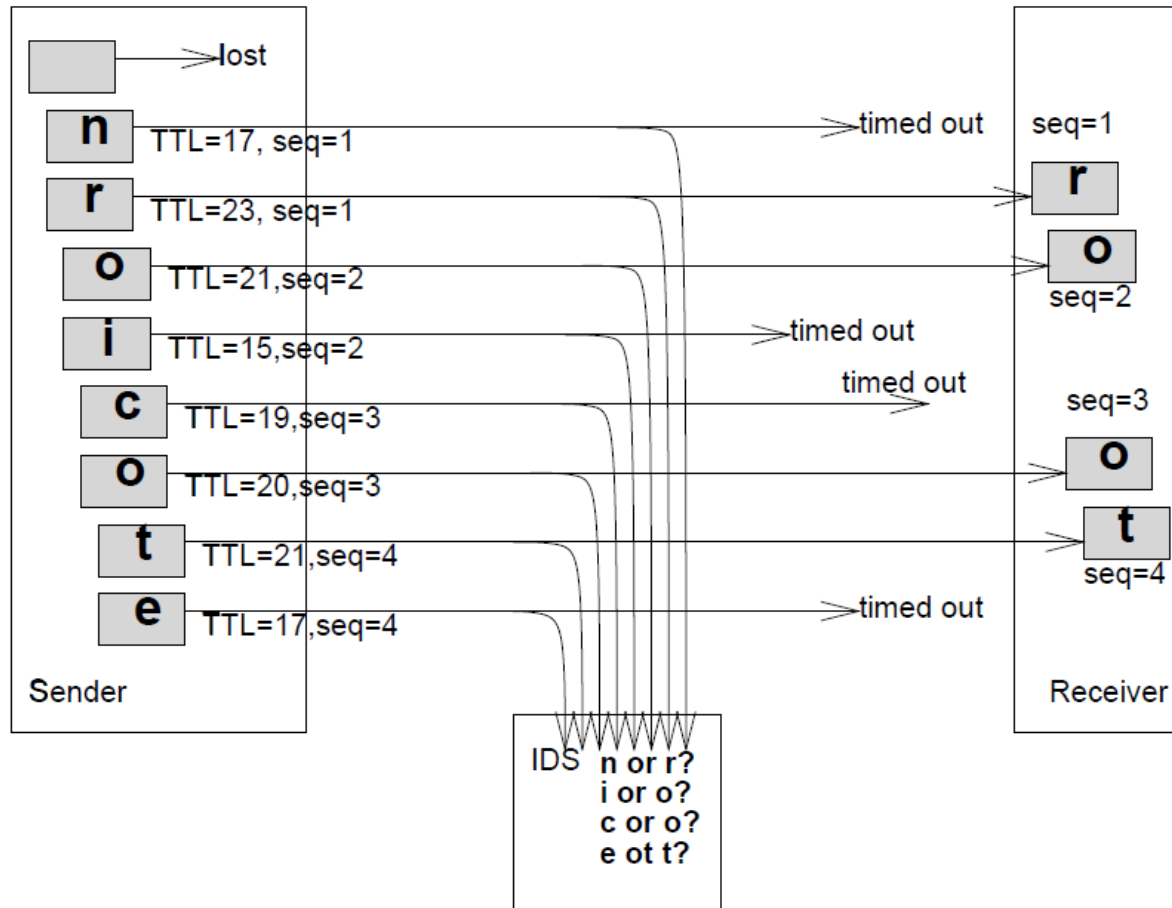 lost
n
TTL=17, seq=1
timed out
seq=1
r
TTL=23, seq=1
r
o
TTL=21,seq=2
o
seq=2
i
TTL=15,seq=2
timed out
c
TTL=19,seq=3
timed out
seq=3
o
TTL=20,seq=3
o
t
TTL=21,seq=4
t
seq=4
e
TTL=17,seq=4
timed out
Sender
Receiver
IDS
n or r?
i or o?
c or o?
e ot t?